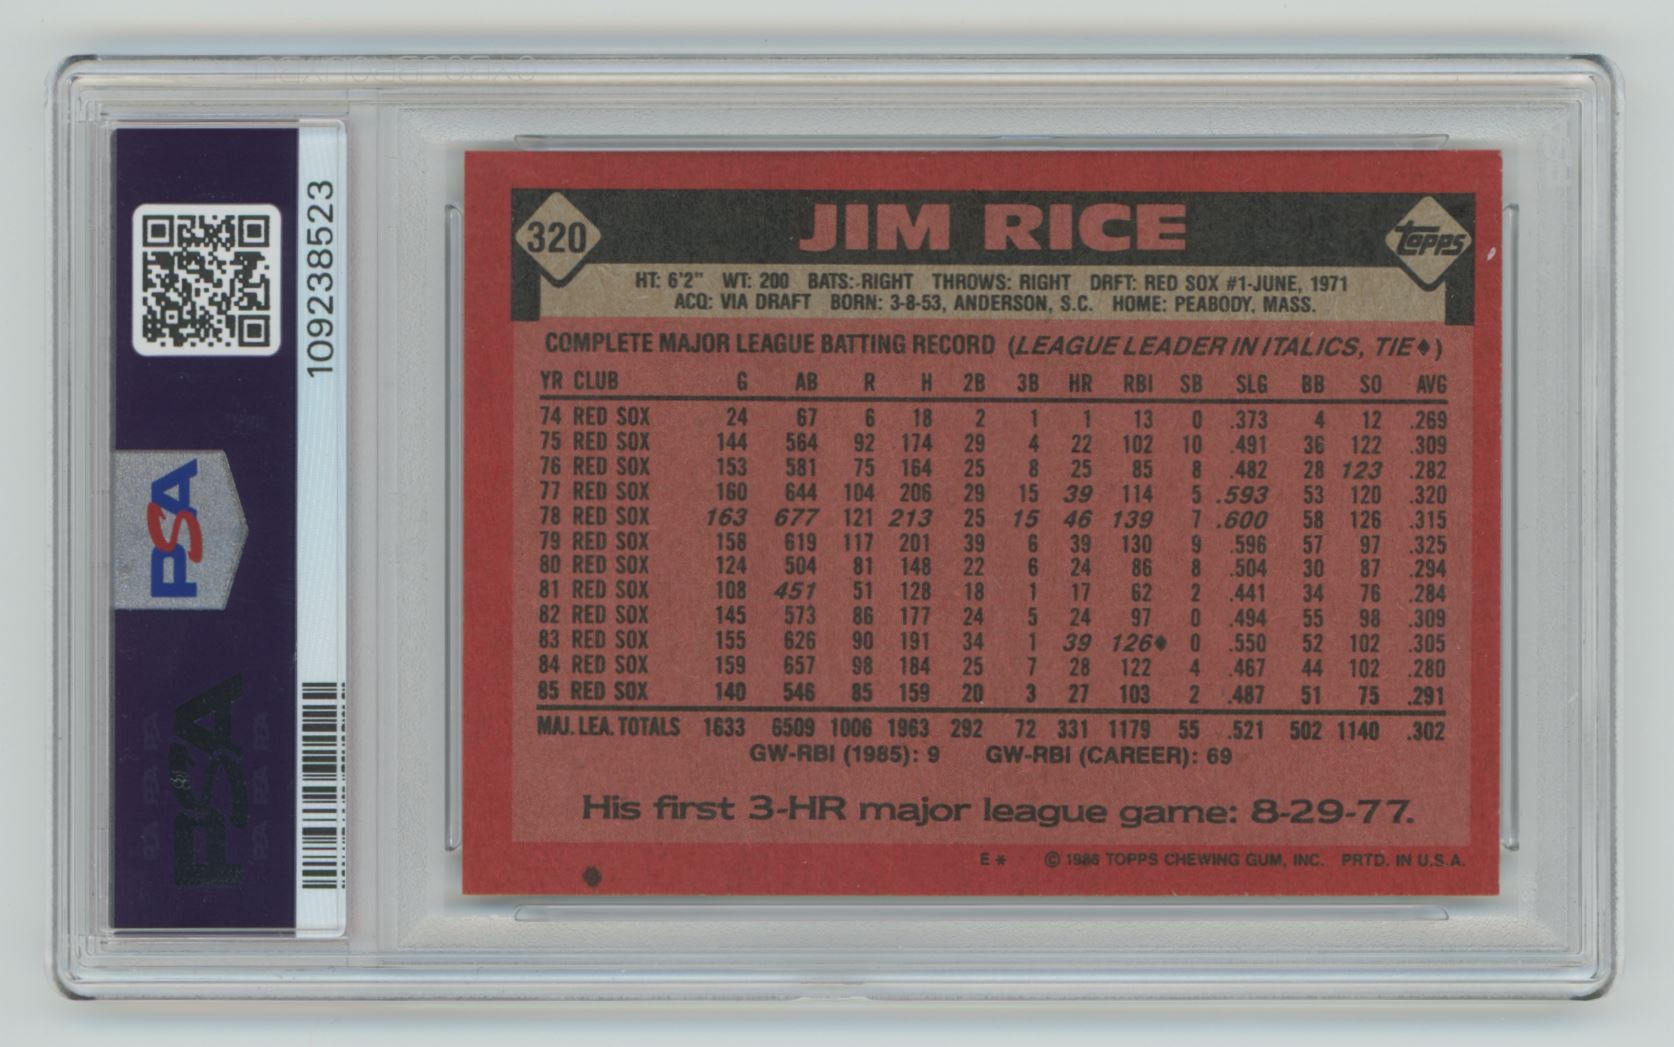 109238523
PSA
PSA
320
JIM RICE
topps
HT: 6'2" WT: 200 BATS: RIGHT THROWS: RIGHT DRFT: RED SOX #1-JUNE, 1971
ACQ: VIA DRAFT BORN: 3-8-53, ANDERSON, S.C. HOME: PEABODY, MASS.
COMPLETE MAJOR LEAGUE BATTING RECORD (LEAGUE LEADER IN ITALICS, TIE♦)
YR CLUB G AB R H 2B 3B HR RBI SB SLG BB SO AVG
74 RED SOX 24 67 6 18 2 1 1 13 0 .373 4 12 .269
75 RED SOX 144 564 92 174 29 4 22 102 10 .491 36 122 .309
76 RED SOX 153 581 75 164 25 8 25 85 8 .482 28 123 .282
77 RED SOX 160 644 104 206 29 15 39 114 5 .593 53 120 .320
78 RED SOX 163 677 121 213 25 15 46 139 7 .600 58 126 .315
79 RED SOX 158 619 117 201 39 6 39 130 9 .596 57 97 .325
80 RED SOX 124 504 81 148 22 6 24 86 8 .504 30 87 .294
81 RED SOX 108 451 51 128 18 1 17 62 2 .441 34 76 .284
82 RED SOX 145 573 86 177 24 5 24 97 0 .494 55 98 .309
83 RED SOX 155 626 90 191 34 1 39 126♦ 0 .550 52 102 .305
84 RED SOX 159 657 98 184 25 7 28 122 4 .467 44 102 .280
85 RED SOX 140 546 85 159 20 3 27 103 2 .487 51 75 .291
MAJ. LEA. TOTALS 1633 6509 1006 1963 292 72 331 1179 55 .521 502 1140 .302
GW-RBI (1985): 9 GW-RBI (CAREER): 69
His first 3-HR major league game: 8-29-77.
E* © 1986 TOPPS CHEWING GUM, INC. PRTD. IN U.S.A.